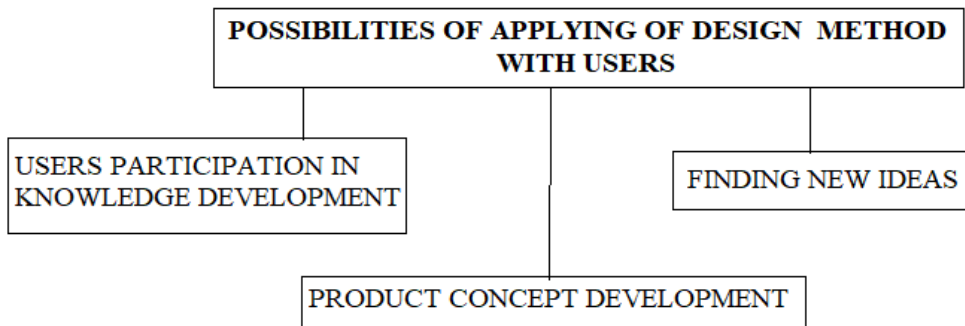 POSSIBILITIES OF APPLYING OF DESIGN METHOD
WITH USERS
USERS PARTICIPATION IN
KNOWLEDGE DEVELOPMENT
FINDING NEW IDEAS
PRODUCT CONCEPT DEVELOPMENT